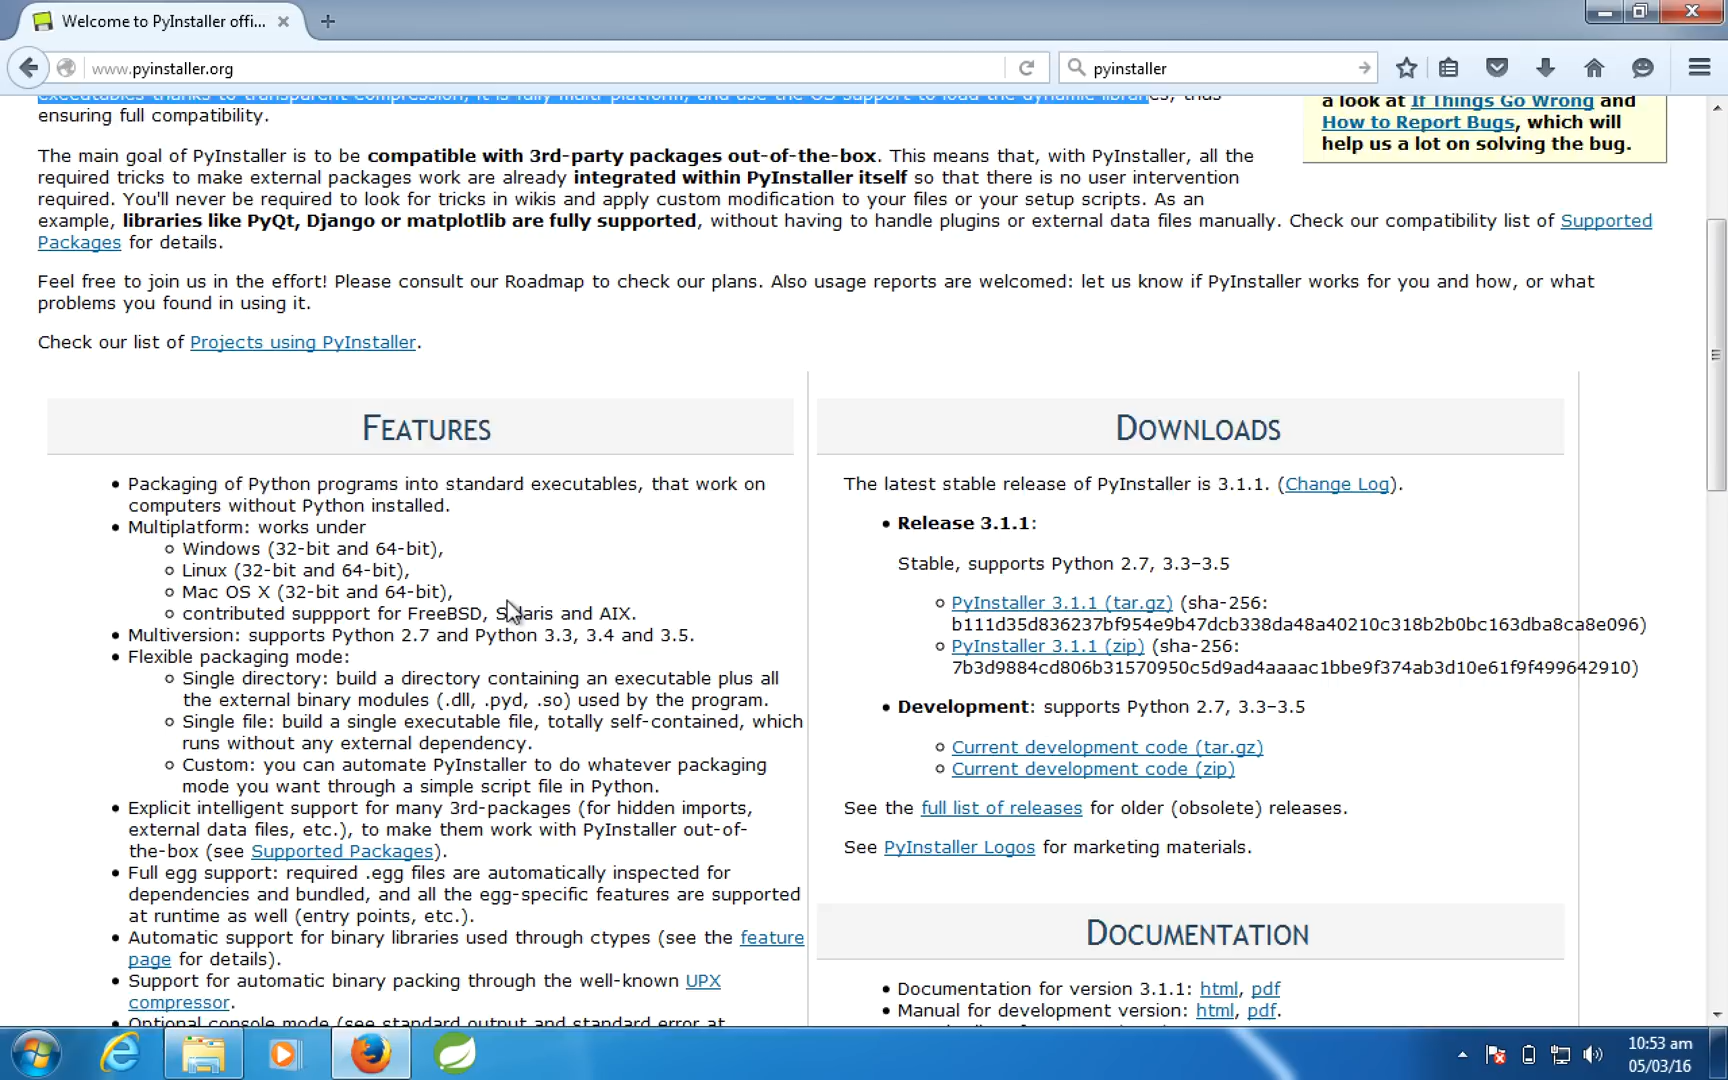 Welcome to PyInstaller offi...
www.pyinstaller.org
pyinstaller
executables thanks to transparent compression, it is fully multi-platform, and use the OS support to load the dynamic libraries, thus
ensuring full compatibility.
The main goal of PyInstaller is to be compatible with 3rd-party packages out-of-the-box. This means that, with PyInstaller, all the
required tricks to make external packages work are already integrated within PyInstaller itself so that there is no user intervention
required. You'll never be required to look for tricks in wikis and apply custom modification to your files or your setup scripts. As an
example, libraries like PyQt, Django or matplotlib are fully supported, without having to handle plugins or external data files manually. Check our compatibility list of Supported
Packages for details.
Feel free to join us in the effort! Please consult our Roadmap to check our plans. Also usage reports are welcomed: let us know if PyInstaller works for you and how, or what
problems you found in using it.
Check our list of Projects using PyInstaller.
a look at If Things Go Wrong and
How to Report Bugs, which will
help us a lot on solving the bug.
Features
Packaging of Python programs into standard executables, that work on
computers without Python installed.
Multiplatform: works under
Windows (32-bit and 64-bit),
Linux (32-bit and 64-bit),
Mac OS X (32-bit and 64-bit),
contributed suppport for FreeBSD, Solaris and AIX.
Multiversion: supports Python 2.7 and Python 3.3, 3.4 and 3.5.
Flexible packaging mode:
Single directory: build a directory containing an executable plus all
the external binary modules (.dll, .pyd, .so) used by the program.
Single file: build a single executable file, totally self-contained, which
runs without any external dependency.
Custom: you can automate PyInstaller to do whatever packaging
mode you want through a simple script file in Python.
Explicit intelligent support for many 3rd-packages (for hidden imports,
external data files, etc.), to make them work with PyInstaller out-of-
the-box (see Supported Packages).
Full egg support: required .egg files are automatically inspected for
dependencies and bundled, and all the egg-specific features are supported
at runtime as well (entry points, etc.).
Automatic support for binary libraries used through ctypes (see the feature
page for details).
Support for automatic binary packing through the well-known UPX
compressor.
Optional console mode (see standard output and standard error at
Downloads
The latest stable release of PyInstaller is 3.1.1. (Change Log).
Release 3.1.1:
Stable, supports Python 2.7, 3.3–3.5
PyInstaller 3.1.1 (tar.gz) (sha-256:
b111d35d836237bf954e9b47dcb338da48a40210c318b2b0bc163dba8ca8e096)
PyInstaller 3.1.1 (zip) (sha-256:
7b3d9884cd806b31570950c5d9ad4aaaac1bbe9f374ab3d10e61f9f499642910)
Development: supports Python 2.7, 3.3–3.5
Current development code (tar.gz)
Current development code (zip)
See the full list of releases for older (obsolete) releases.
See PyInstaller Logos for marketing materials.
Documentation
Documentation for version 3.1.1: html, pdf
Manual for development version: html, pdf.
10:53 am
05/03/16